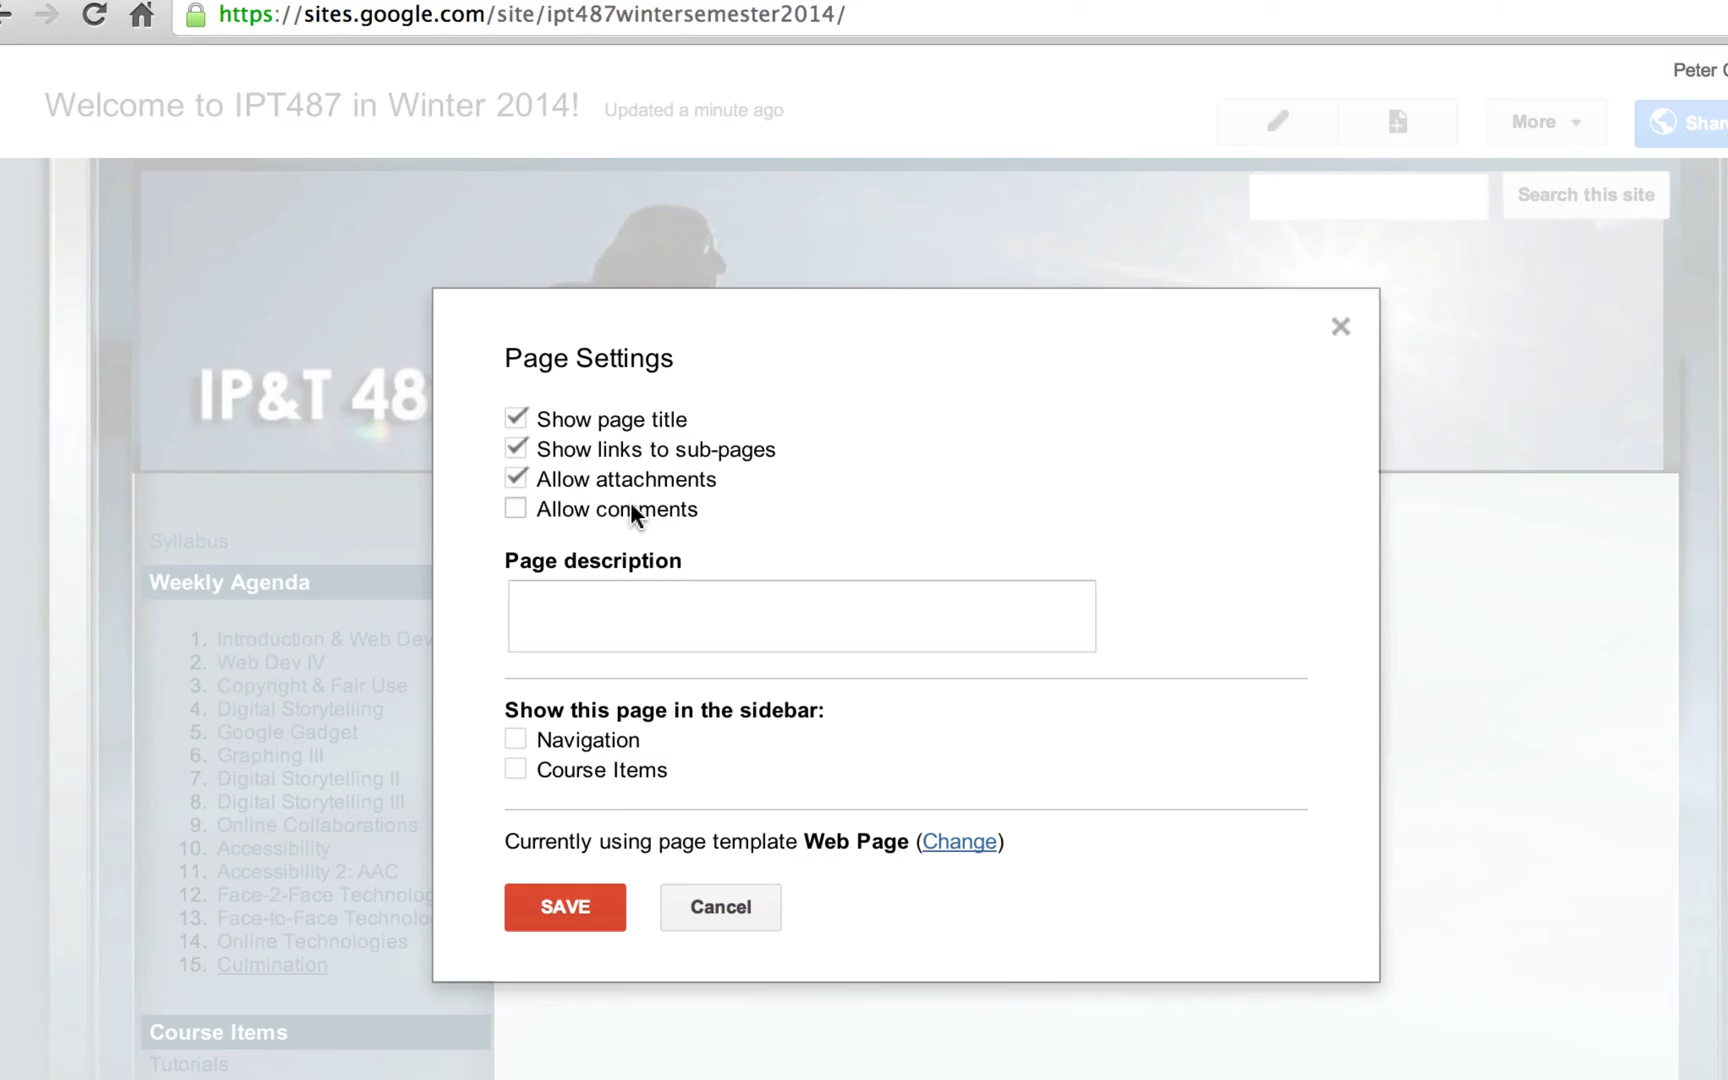 https://sites.google.com/site/ipt487wintersemester2014/
Peter
Welcome to IPT487 in Winter 2014!
Updated a minute ago
More
Share
Search this site
IP&T 48
Page Settings
Show page title
Show links to sub-pages
Allow attachments
Allow comments
Page description
Show this page in the sidebar:
Navigation
Course Items
Currently using page template Web Page (Change)
SAVE
Cancel
Syllabus
Weekly Agenda
1. Introduction & Web Dev
2. Web Dev IV
3. Copyright & Fair Use
4. Digital Storytelling
5. Google Gadget
6. Graphing III
7. Digital Storytelling II
8. Digital Storytelling III
9. Online Collaborations
10. Accessibility
11. Accessibility 2: AAC
12. Face-2-Face Technolog
13. Face-to-Face Technolo
14. Online Technologies
15. Culmination
Course Items
Tutorials